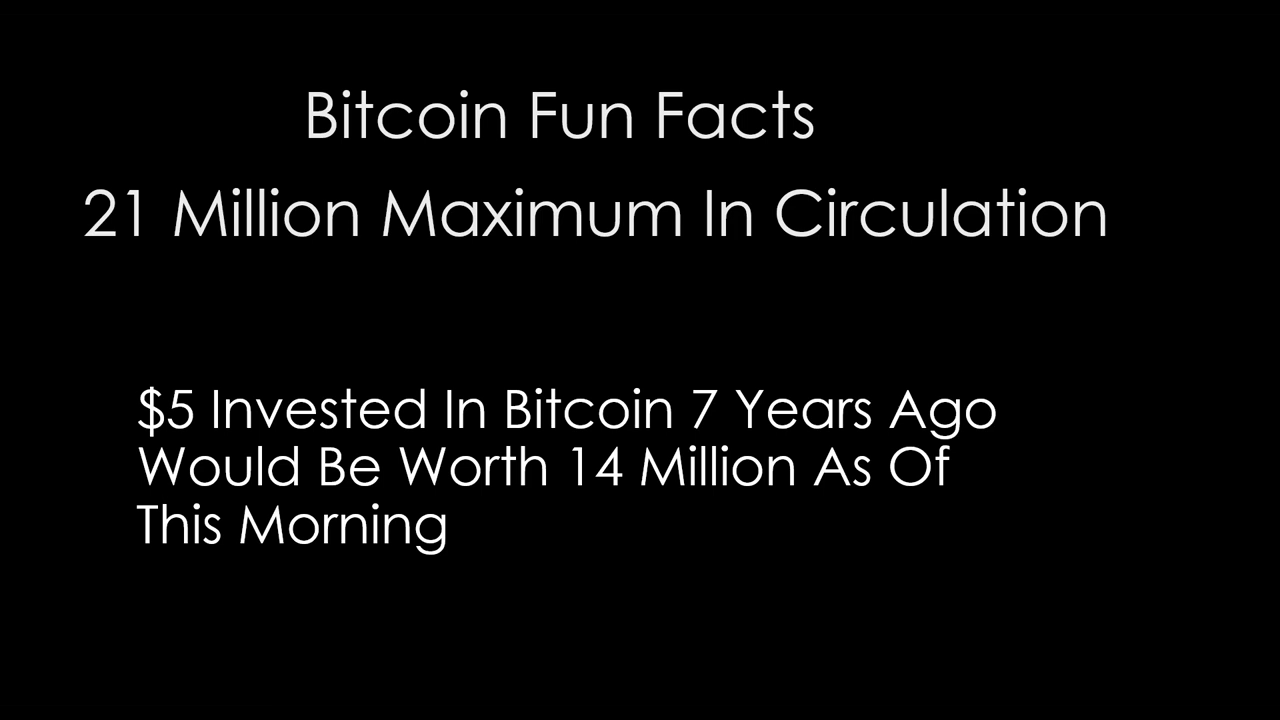 Bitcoin Fun Facts
21 Million Maximum In Circulation
$5 Invested In Bitcoin 7 Years Ago
Would Be Worth 14 Million As Of
This Morning